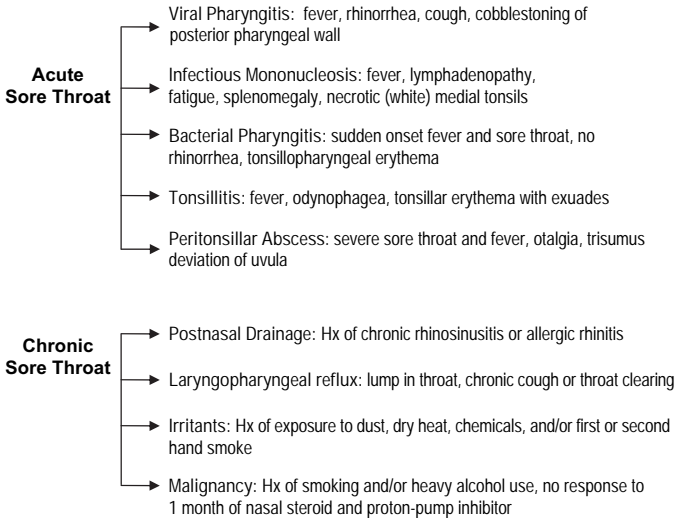 Viral Pharyngitis: fever, rhinorrhea, cough, cobblestoning of
posterior pharyngeal wall
Acute
Sore Throat
Infectious Mononucleosis: fever, lymphadenopathy,
fatigue, splenomegaly, necrotic (white) medial tonsils
Bacterial Pharyngitis: sudden onset fever and sore throat, no
rhinorrhea, tonsillopharyngeal erythema
Tonsillitis: fever, odynophagea, tonsillar erythema with exuades
Peritonsillar Abscess: severe sore throat and fever, otalgia, trisumus
deviation of uvula
Chronic
Sore Throat
Postnasal Drainage: Hx of chronic rhinosinusitis or allergic rhinitis
Laryngopharyngeal reflux: lump in throat, chronic cough or throat clearing
Irritants: Hx of exposure to dust, dry heat, chemicals, and/or first or second
hand smoke
Malignancy: Hx of smoking and/or heavy alcohol use, no response to
1 month of nasal steroid and proton-pump inhibitor